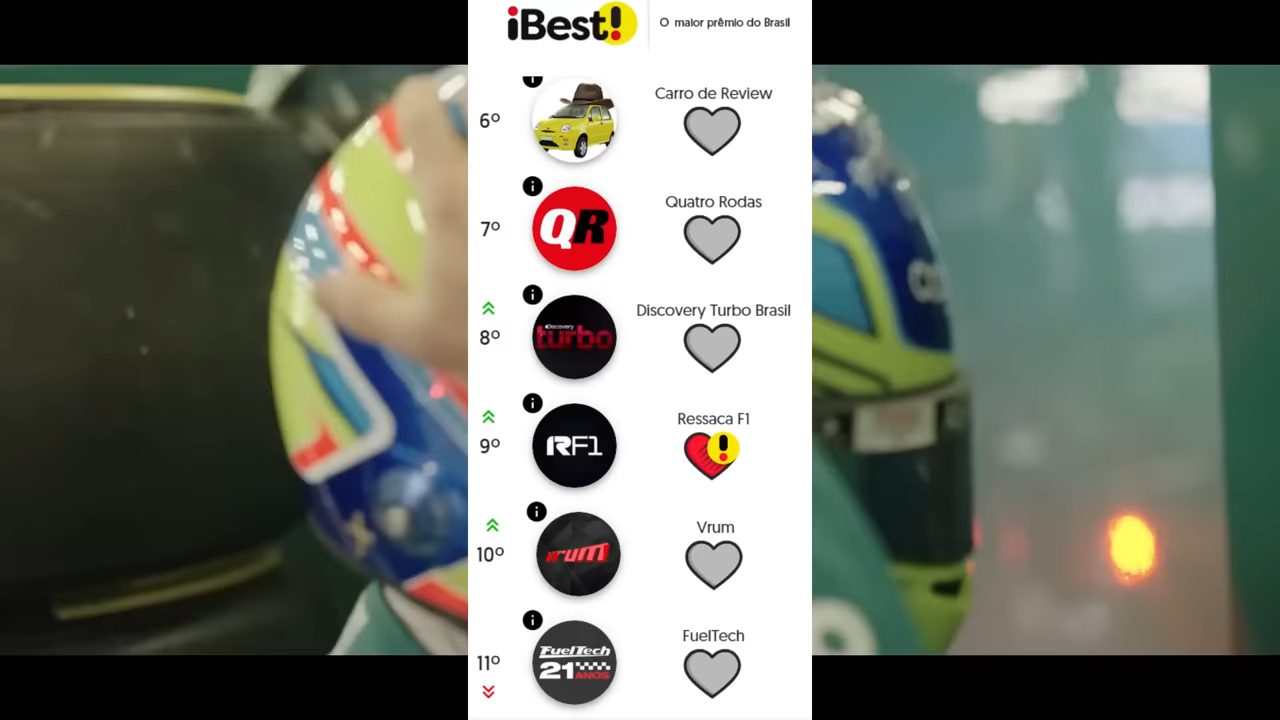 iBest!
O maior prêmio do Brasil
6º
Carro de Review
7º
QR
Quatro Rodas
8º
Discovery
turbo
Discovery Turbo Brasil
9º
RF1
Ressaca F1
10º
vrum
Vrum
11º
FuelTech
21 ANOS
FuelTech